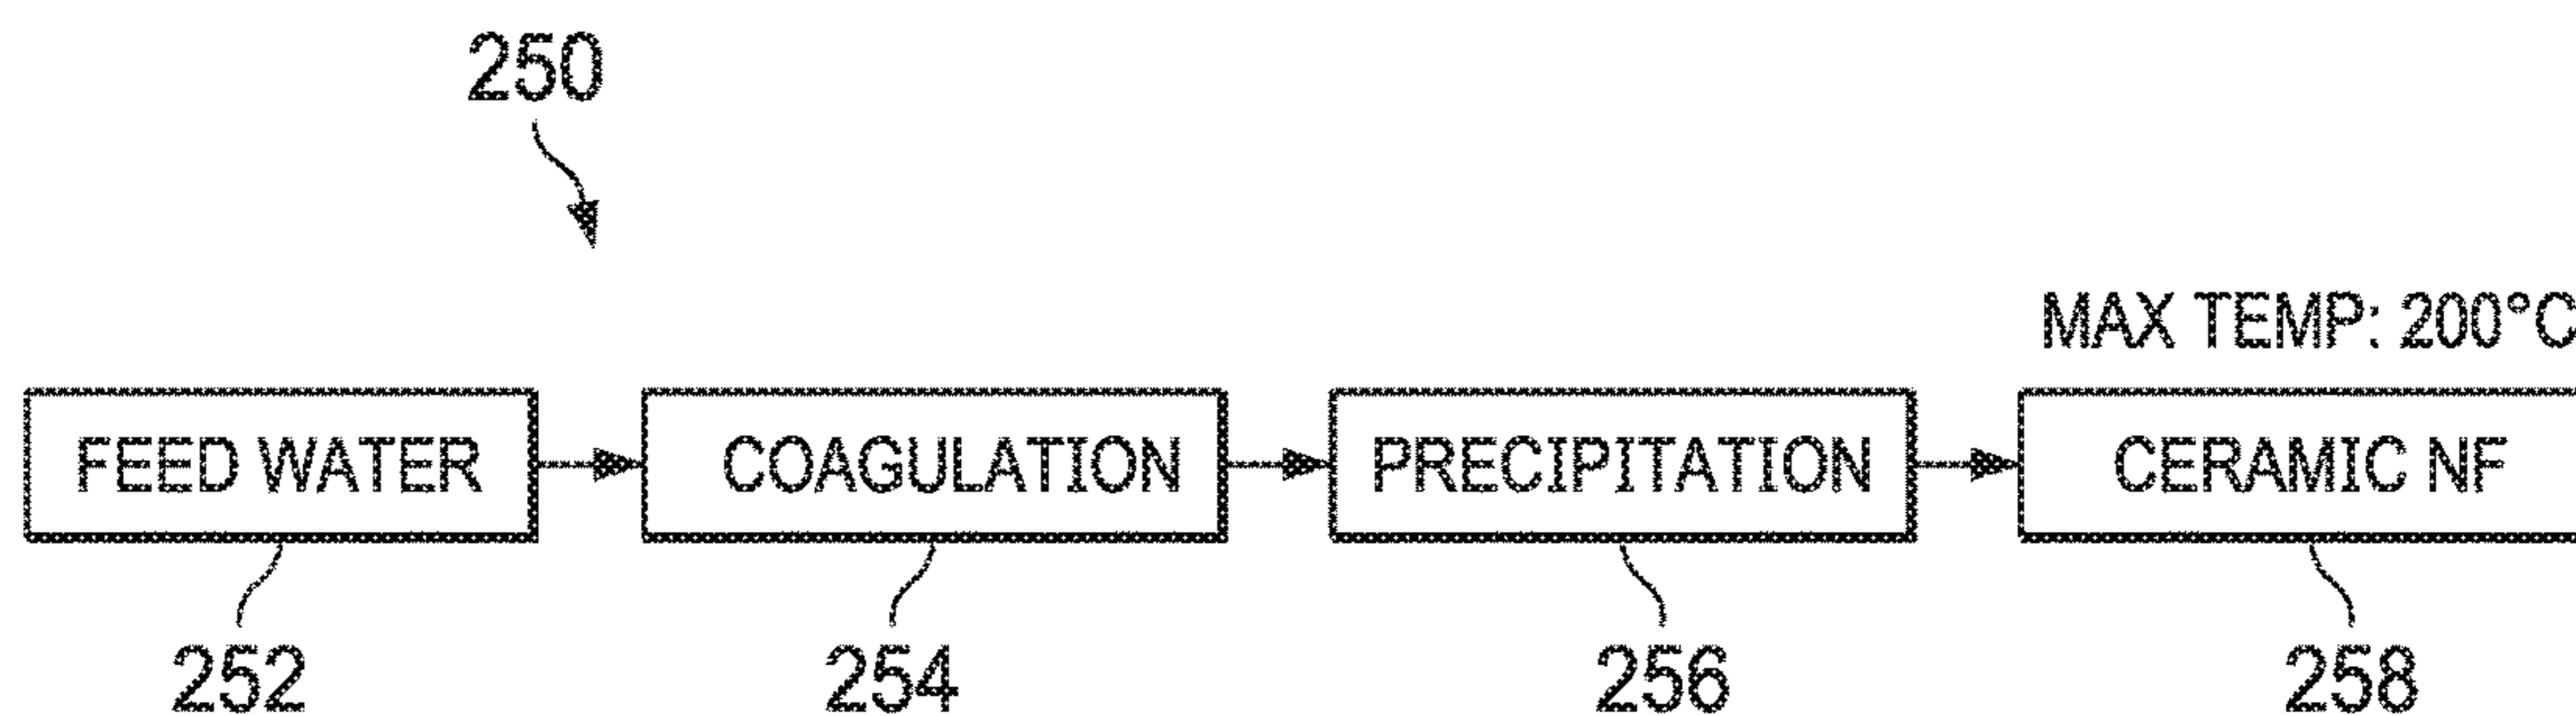 250
MAX TEMP: 200°C
FEED WATER
COAGULATION
PRECIPITATION
CERAMIC NF
252
254
256
258